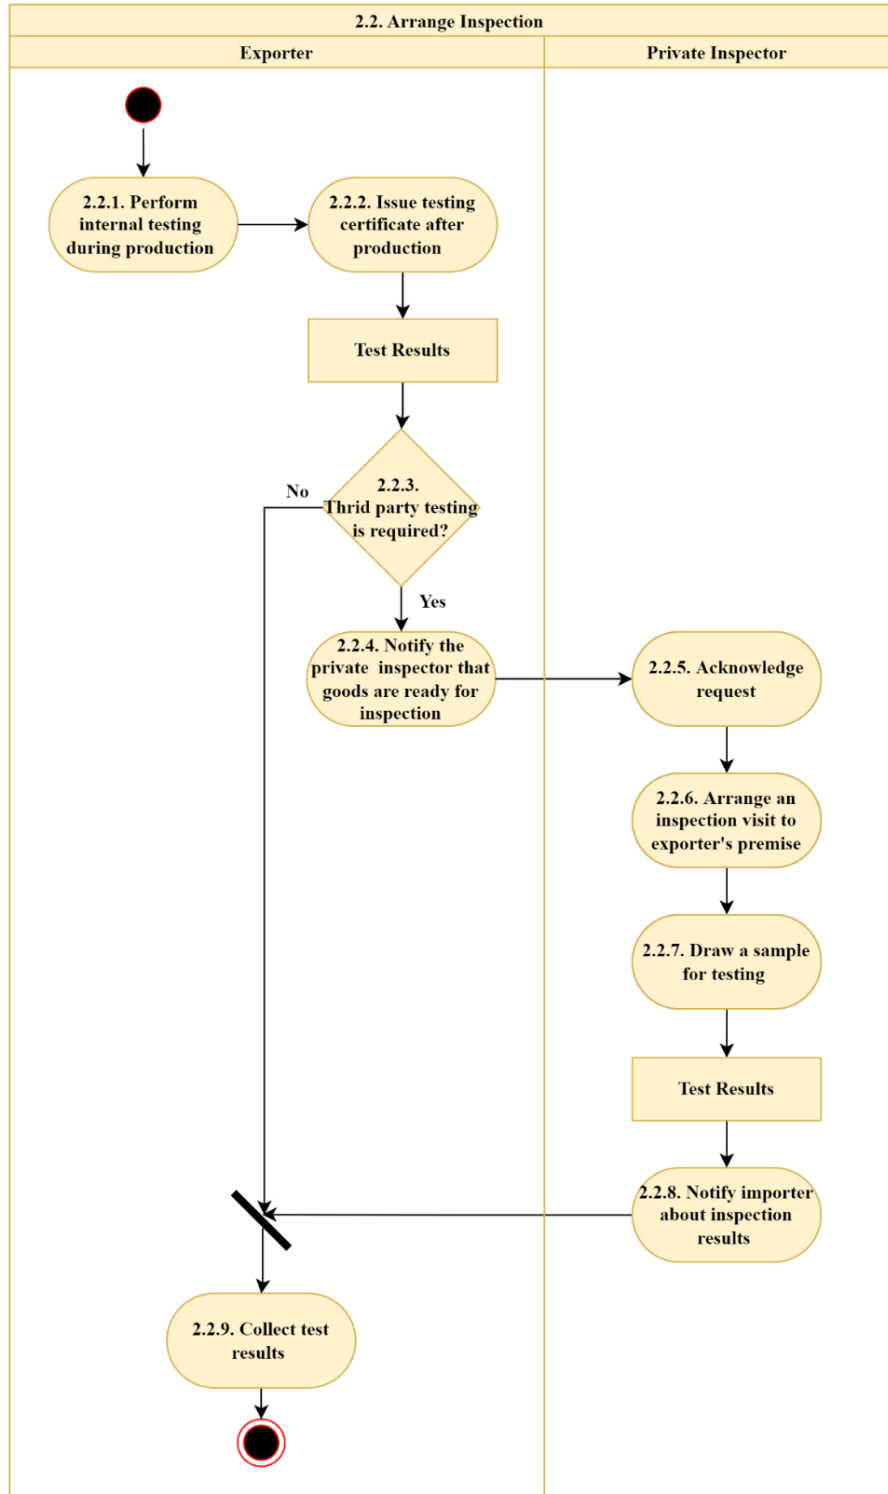 2.2. Arrange Inspection
Exporter
Private Inspector
2.2.1. Perform
internal testing
during production
2.2.2. Issue testing
certificate after
production
Test Results
2.2.3.
Thrid party testing
is required?
No
Yes
2.2.4. Notify the
private inspector that
goods are ready for
inspection
2.2.5. Acknowledge
request
2.2.6. Arrange an
inspection visit to
exporter's premise
2.2.7. Draw a sample
for testing
Test Results
2.2.8. Notify importer
about inspection
results
2.2.9. Collect test
results